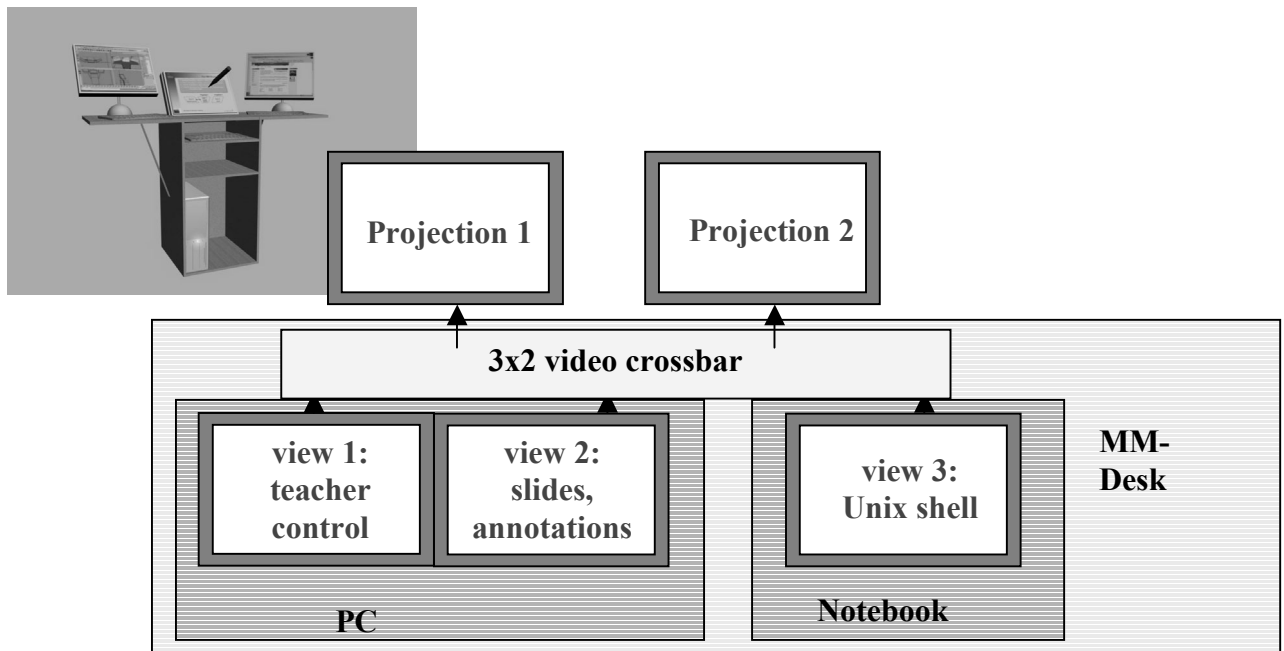 Projection 1
Projection 2
3x2 video crossbar
view 1:
teacher
control
view 2:
slides,
annotations
view 3:
Unix shell
MM-
Desk
PC
Notebook